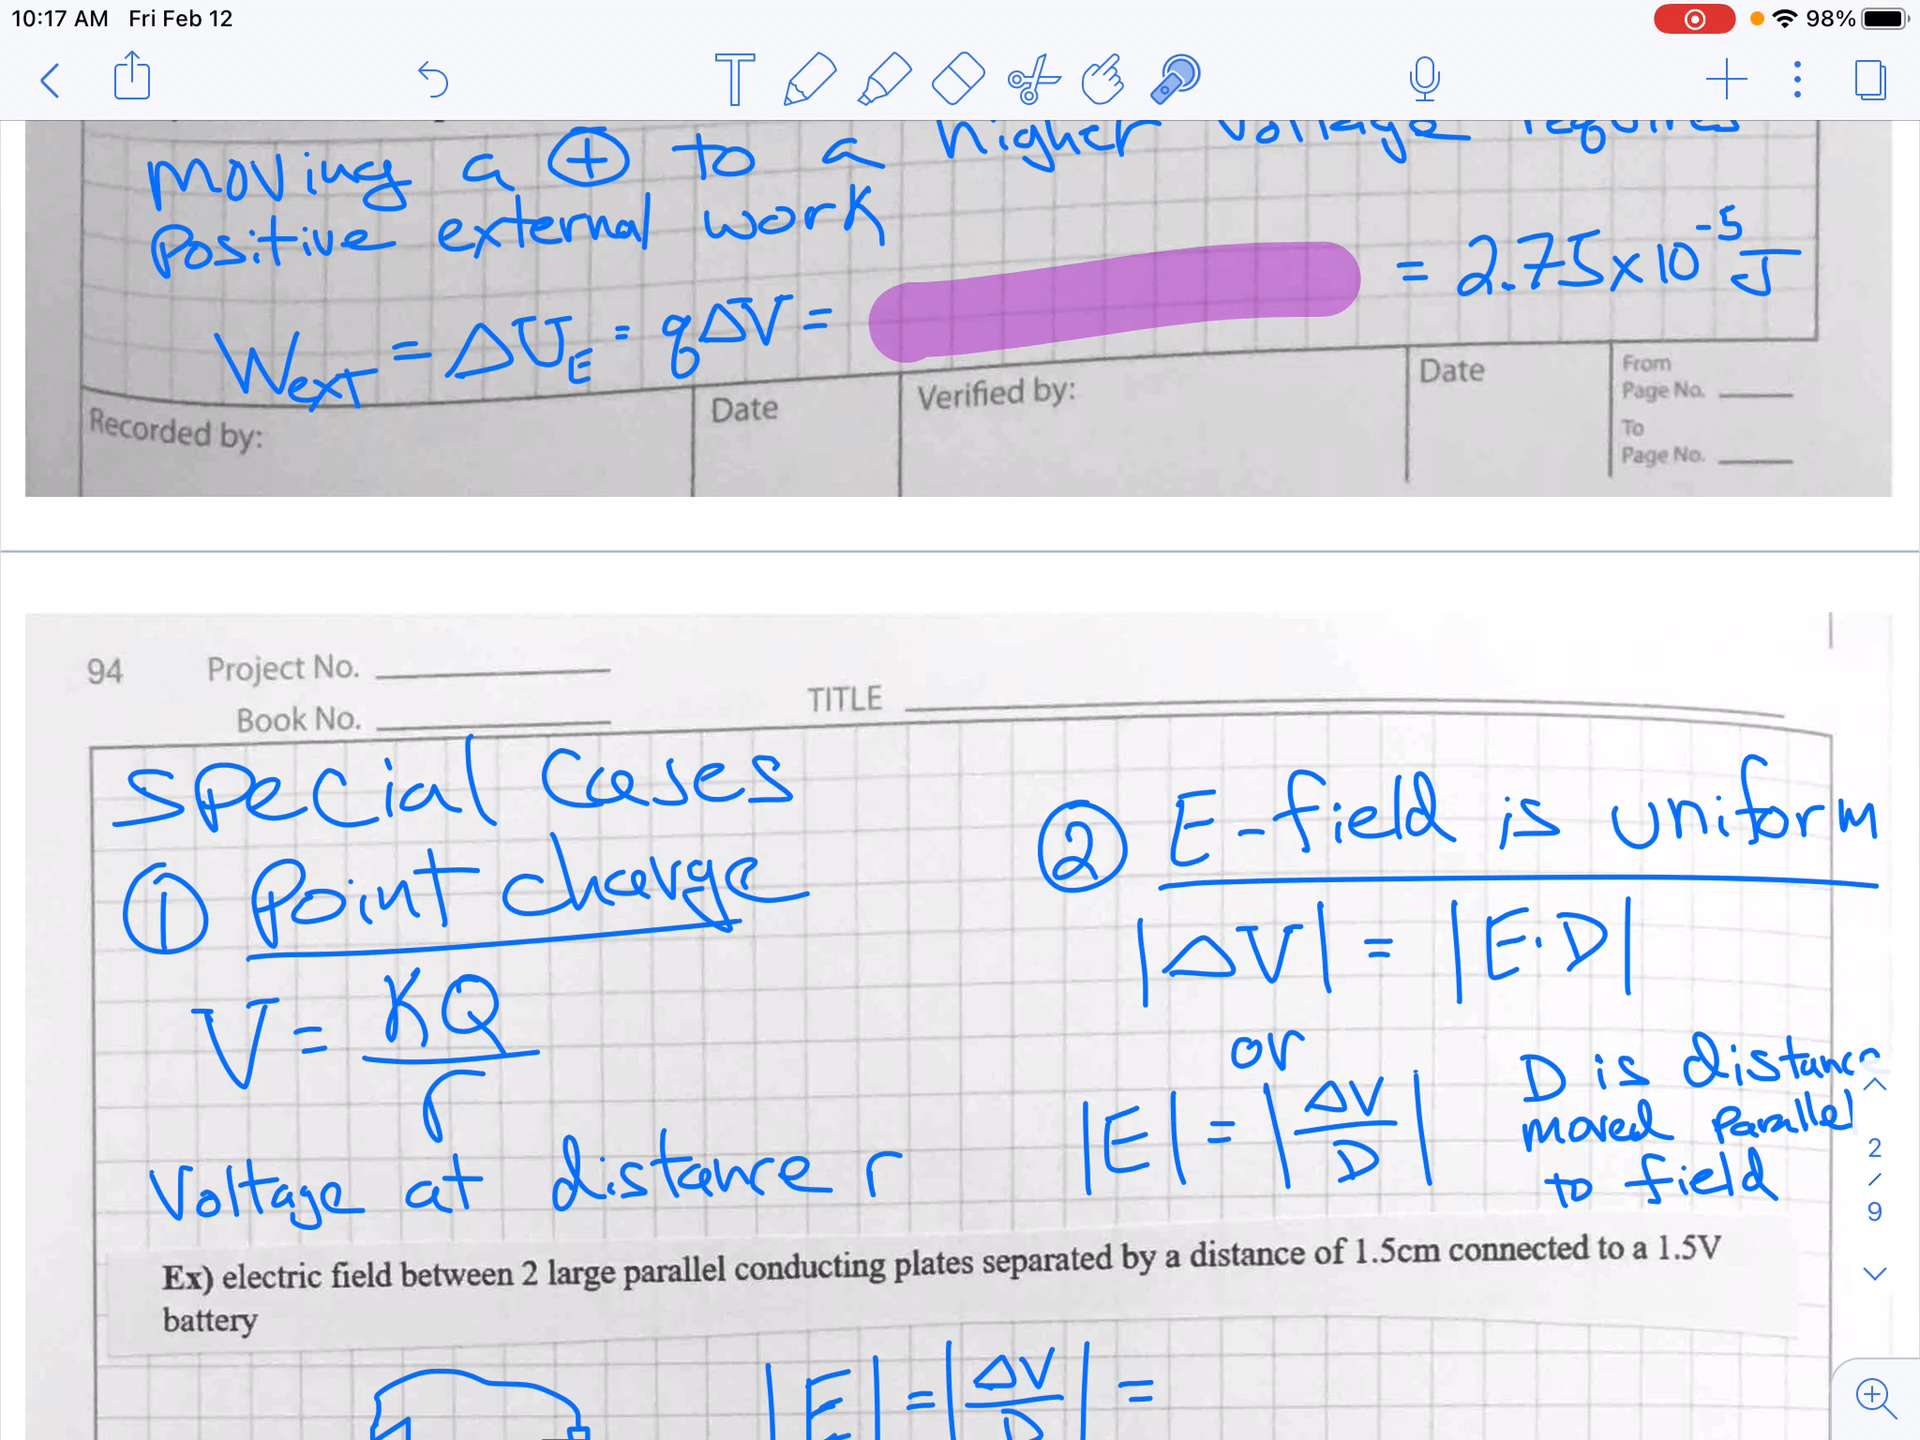 10:17 AM Fri Feb 12
98%
T
moving a + to a higher voltage requires
Positive external work
W_EXT = ΔU_E = qΔV = = 2.75x10^-5 J
Recorded by:
Date
Verified by:
Date
From
Page No.
To
Page No.
94
Project No.
Book No.
TITLE
Special Cases
① Point charge
V = KQ/r
Voltage at distance r
② E-field is uniform
|ΔV| = |E·D|
or
|E| = |ΔV/D|
D is distance
moved parallel
to field
2
/
9
Ex) electric field between 2 large parallel conducting plates separated by a distance of 1.5cm connected to a 1.5V
battery
|E| = |ΔV/D| =